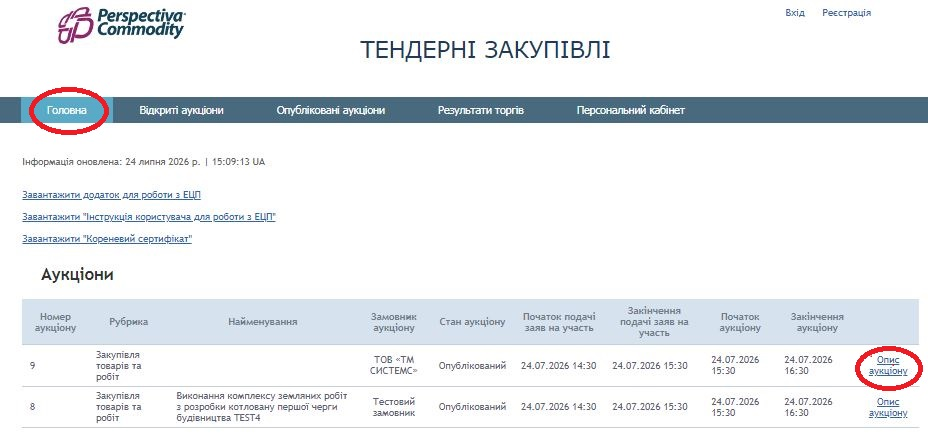 Perspectiva
Commodity
Вхід Реєстрація
ТЕНДЕРНІ ЗАКУПІВЛІ
Головна Відкриті аукціони Опубліковані аукціони Результати торгів Персональний кабінет
Інформація оновлена: 24 липня 2026 р. | 15:09:13 UA
Завантажити додаток для роботи з ЕЦП
Завантажити "Інструкція користувача для роботи з ЕЦП"
Завантажити "Кореневий сертифікат"
Аукціони
Номер аукціону Рубрика Найменування Замовник аукціону Стан аукціону Початок подачі заяв на участь Закінчення подачі заяв на участь Початок аукціону Закінчення аукціону
9 Закупівля товарів та робіт ТОВ «ТМ СИСТЕМС» Опублікований 24.07.2026 14:30 24.07.2026 15:30 24.07.2026 15:30 24.07.2026 16:30 Опис аукціону
8 Закупівля товарів та робіт Виконання комплексу земляних робіт з розробки котловану першої черги будівництва TEST4 Тестовий замовник Опублікований 24.07.2026 14:30 24.07.2026 15:30 24.07.2026 15:30 24.07.2026 16:30 Опис аукціону